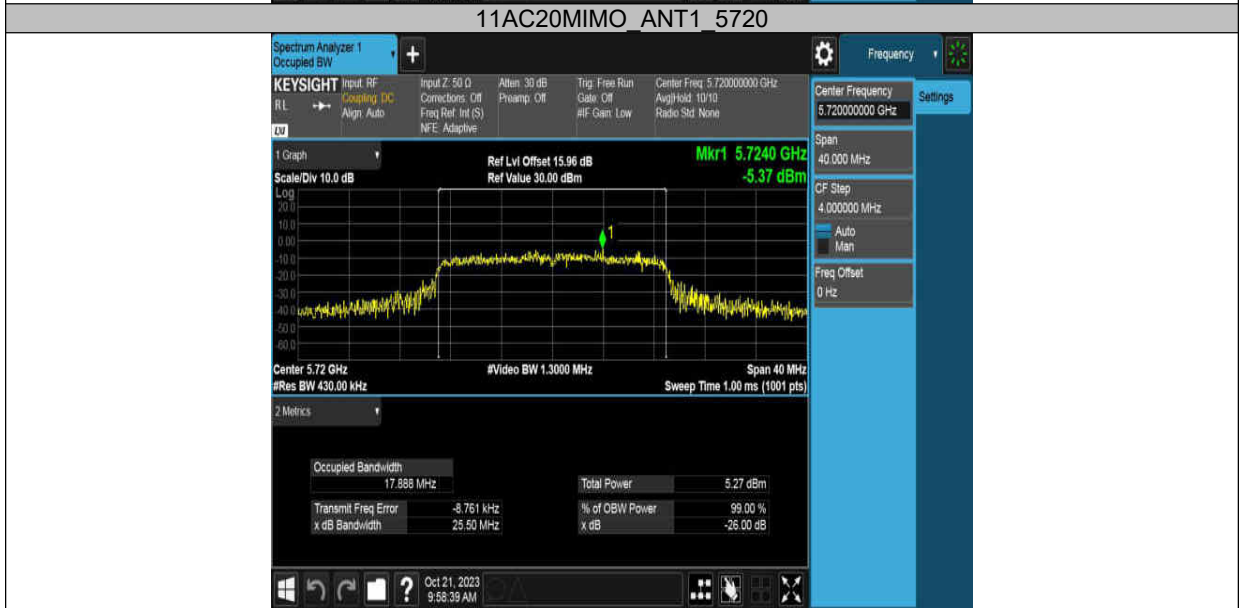 11AC20MIMO_ANT1_5720
Spectrum Analyzer 1
Occupied BW
+
Frequency
KEYSIGHT
RL
LXI
Input: RF
Coupling: DC
Align: Auto
Input Z: 50 Ω
Corrections: Off
Freq Ref: Int (S)
NFE: Adaptive
Atten: 30 dB
Preamp: Off
Trig: Free Run
Gate: Off
#IF Gain: Low
Center Freq: 5.720000000 GHz
Avg|Hold: 10/10
Radio Std: None
Center Frequency
5.720000000 GHz
Settings
Span
40.000 MHz
CF Step
4.000000 MHz
Auto
Man
Freq Offset
0 Hz
1 Graph
Scale/Div 10.0 dB
Ref Lvl Offset 15.96 dB
Ref Value 30.00 dBm
Mkr1 5.7240 GHz
-5.37 dBm
Log
20.0
10.0
0.00
-10.0
-20.0
-30.0
-40.0
-50.0
-60.0
1
Center 5.72 GHz
#Res BW 430.00 kHz
#Video BW 1.3000 MHz
Span 40 MHz
Sweep Time 1.00 ms (1001 pts)
2 Metrics
Occupied Bandwidth
17.888 MHz
Total Power 5.27 dBm
Transmit Freq Error -8.761 kHz
% of OBW Power 99.00 %
x dB Bandwidth 25.50 MHz
x dB -26.00 dB
?
Oct 21, 2023
9:58:39 AM